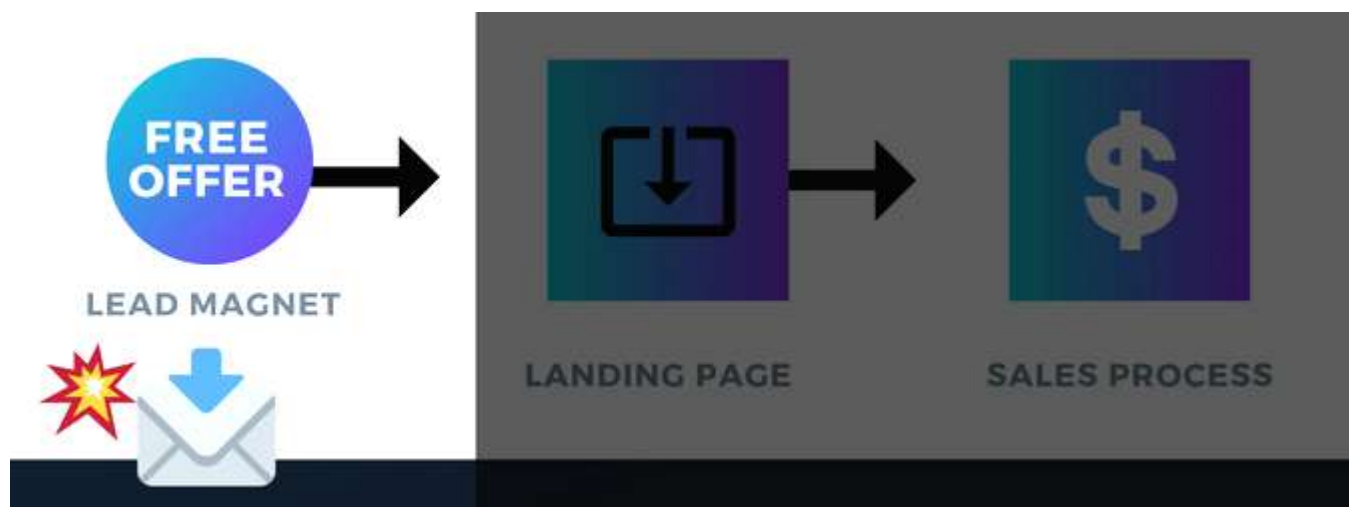 FREE
OFFER
LEAD MAGNET
LANDING PAGE
$
SALES PROCESS